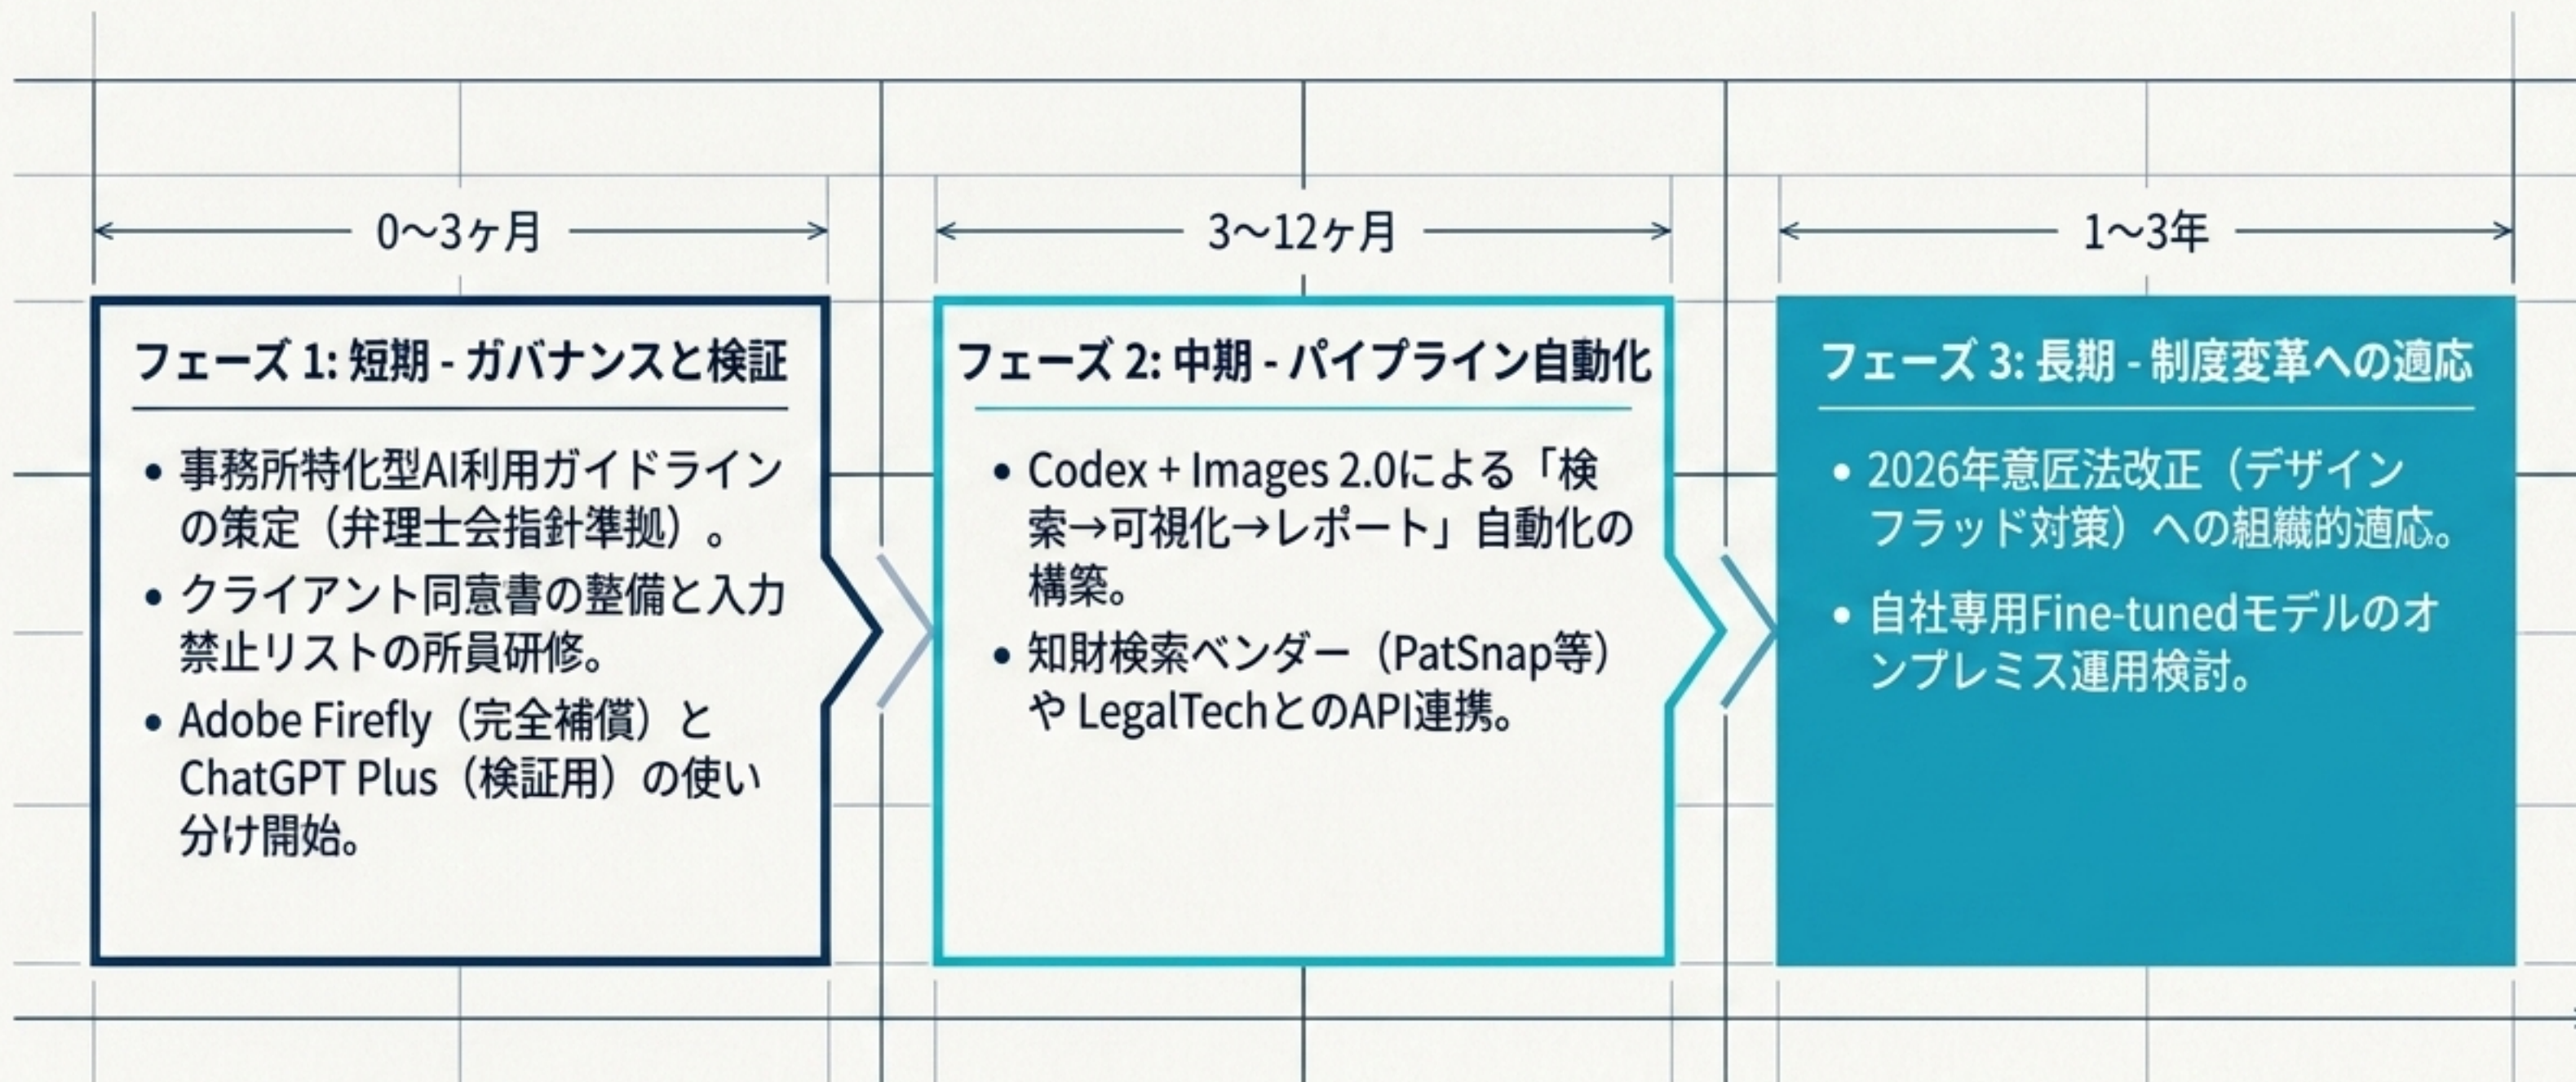 0～3ヶ月
フェーズ 1: 短期 - ガバナンスと検証
• 事務所特化型AI利用ガイドライン
の策定（弁理士会指針準拠）。
• クライアント同意書の整備と入力
禁止リストの所員研修。
• Adobe Firefly（完全補償）と
ChatGPT Plus（検証用）の使い
分け開始。
3～12ヶ月
フェーズ 2: 中期 - パイプライン自動化
• Codex + Images 2.0による「検
索→可視化→レポート」自動化の
構築。
• 知財検索ベンダー（PatSnap等）
や LegalTechとのAPI連携。
1～3年
フェーズ 3: 長期 - 制度変革への適応
• 2026年意匠法改正（デザイン
フラッド対策）への組織的適応。
• 自社専用Fine-tunedモデルのオ
ンプレミス運用検討。